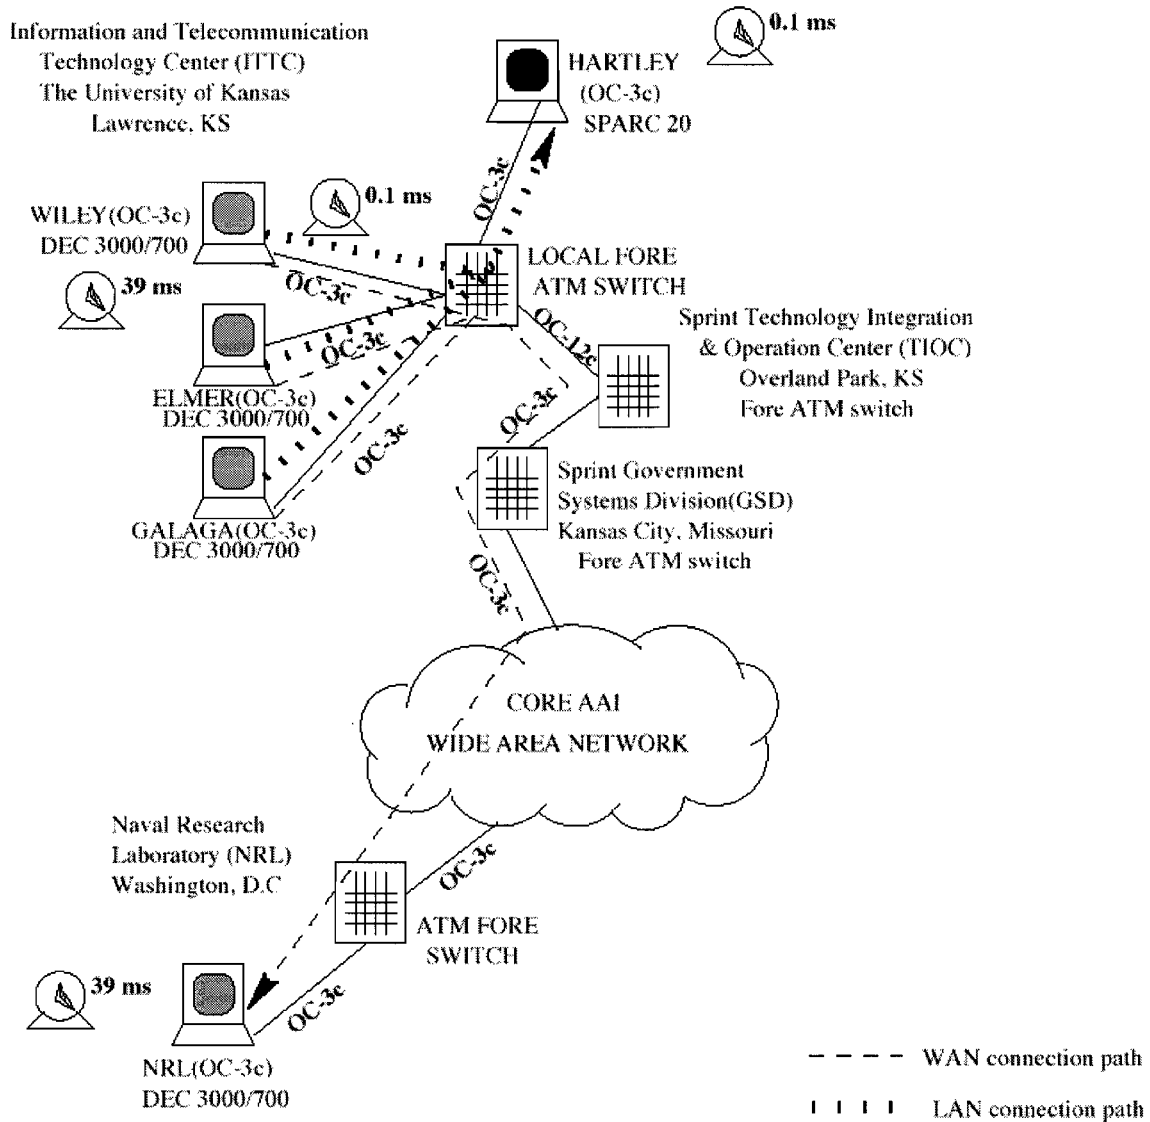 Information and Telecommunication
Technology Center (ITTC)
The University of Kansas
Lawrence, KS
0.1 ms
HARTLEY
(OC-3c)
SPARC 20
OC-3c
WILEY(OC-3c)
DEC 3000/700
0.1 ms
39 ms
OC-3c
LOCAL FORE
ATM SWITCH
OC-12c
OC-3c
ELMER(OC-3c)
DEC 3000/700
Sprint Technology Integration
& Operation Center (TIOC)
Overland Park, KS
Fore ATM switch
OC-3c
OC-3c
GALAGA(OC-3c)
DEC 3000/700
Sprint Government
Systems Division(GSD)
Kansas City, Missouri
Fore ATM switch
OC-3c
CORE AAI
WIDE AREA NETWORK
Naval Research
Laboratory (NRL)
Washington, D.C
OC-3c
ATM FORE
SWITCH
39 ms
OC-3c
NRL(OC-3c)
DEC 3000/700
WAN connection path
LAN connection path